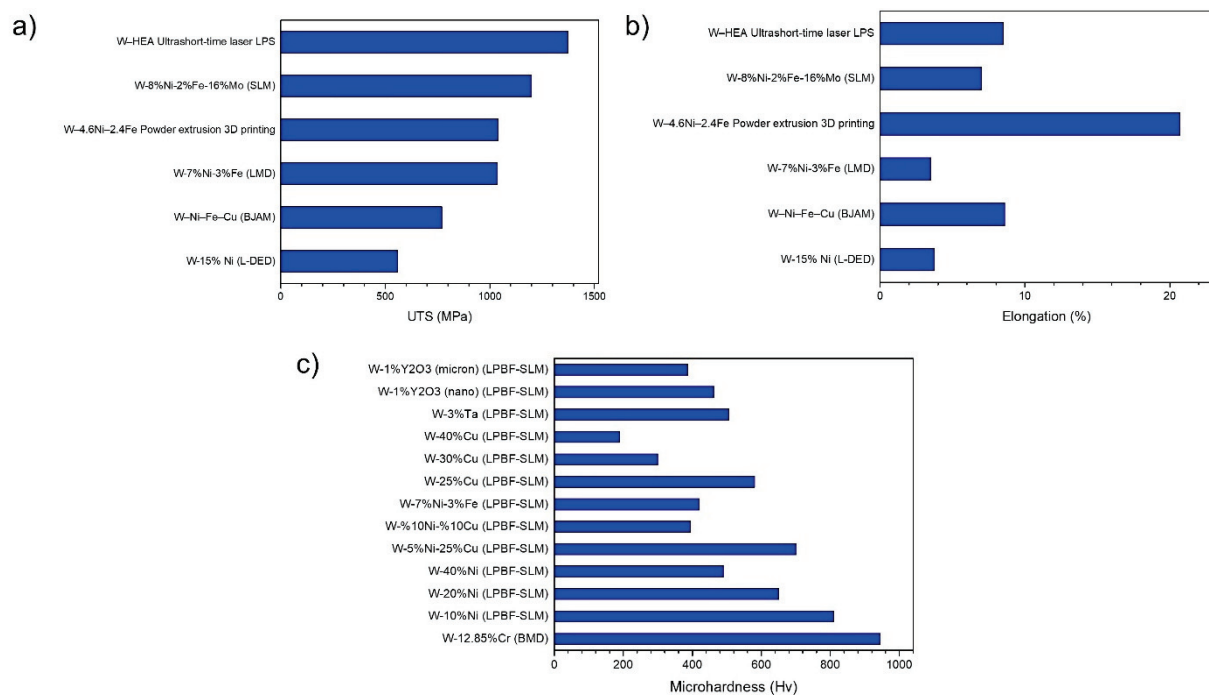 a)
W–HEA Ultrashort-time laser LPS
W-8%Ni-2%Fe-16%Mo (SLM)
W–4.6Ni–2.4Fe Powder extrusion 3D printing
W-7%Ni-3%Fe (LMD)
W–Ni–Fe–Cu (BJAM)
W-15% Ni (L-DED)
0 500 1000 1500
UTS (MPa)
b)
W–HEA Ultrashort-time laser LPS
W-8%Ni-2%Fe-16%Mo (SLM)
W–4.6Ni–2.4Fe Powder extrusion 3D printing
W-7%Ni-3%Fe (LMD)
W–Ni–Fe–Cu (BJAM)
W-15% Ni (L-DED)
0 10 20
Elongation (%)
c)
W-1%Y2O3 (micron) (LPBF-SLM)
W-1%Y2O3 (nano) (LPBF-SLM)
W-3%Ta (LPBF-SLM)
W-40%Cu (LPBF-SLM)
W-30%Cu (LPBF-SLM)
W-25%Cu (LPBF-SLM)
W-7%Ni-3%Fe (LPBF-SLM)
W-%10Ni-%10Cu (LPBF-SLM)
W-5%Ni-25%Cu (LPBF-SLM)
W-40%Ni (LPBF-SLM)
W-20%Ni (LPBF-SLM)
W-10%Ni (LPBF-SLM)
W-12.85%Cr (BMD)
0 200 400 600 800 1000
Microhardness (Hv)